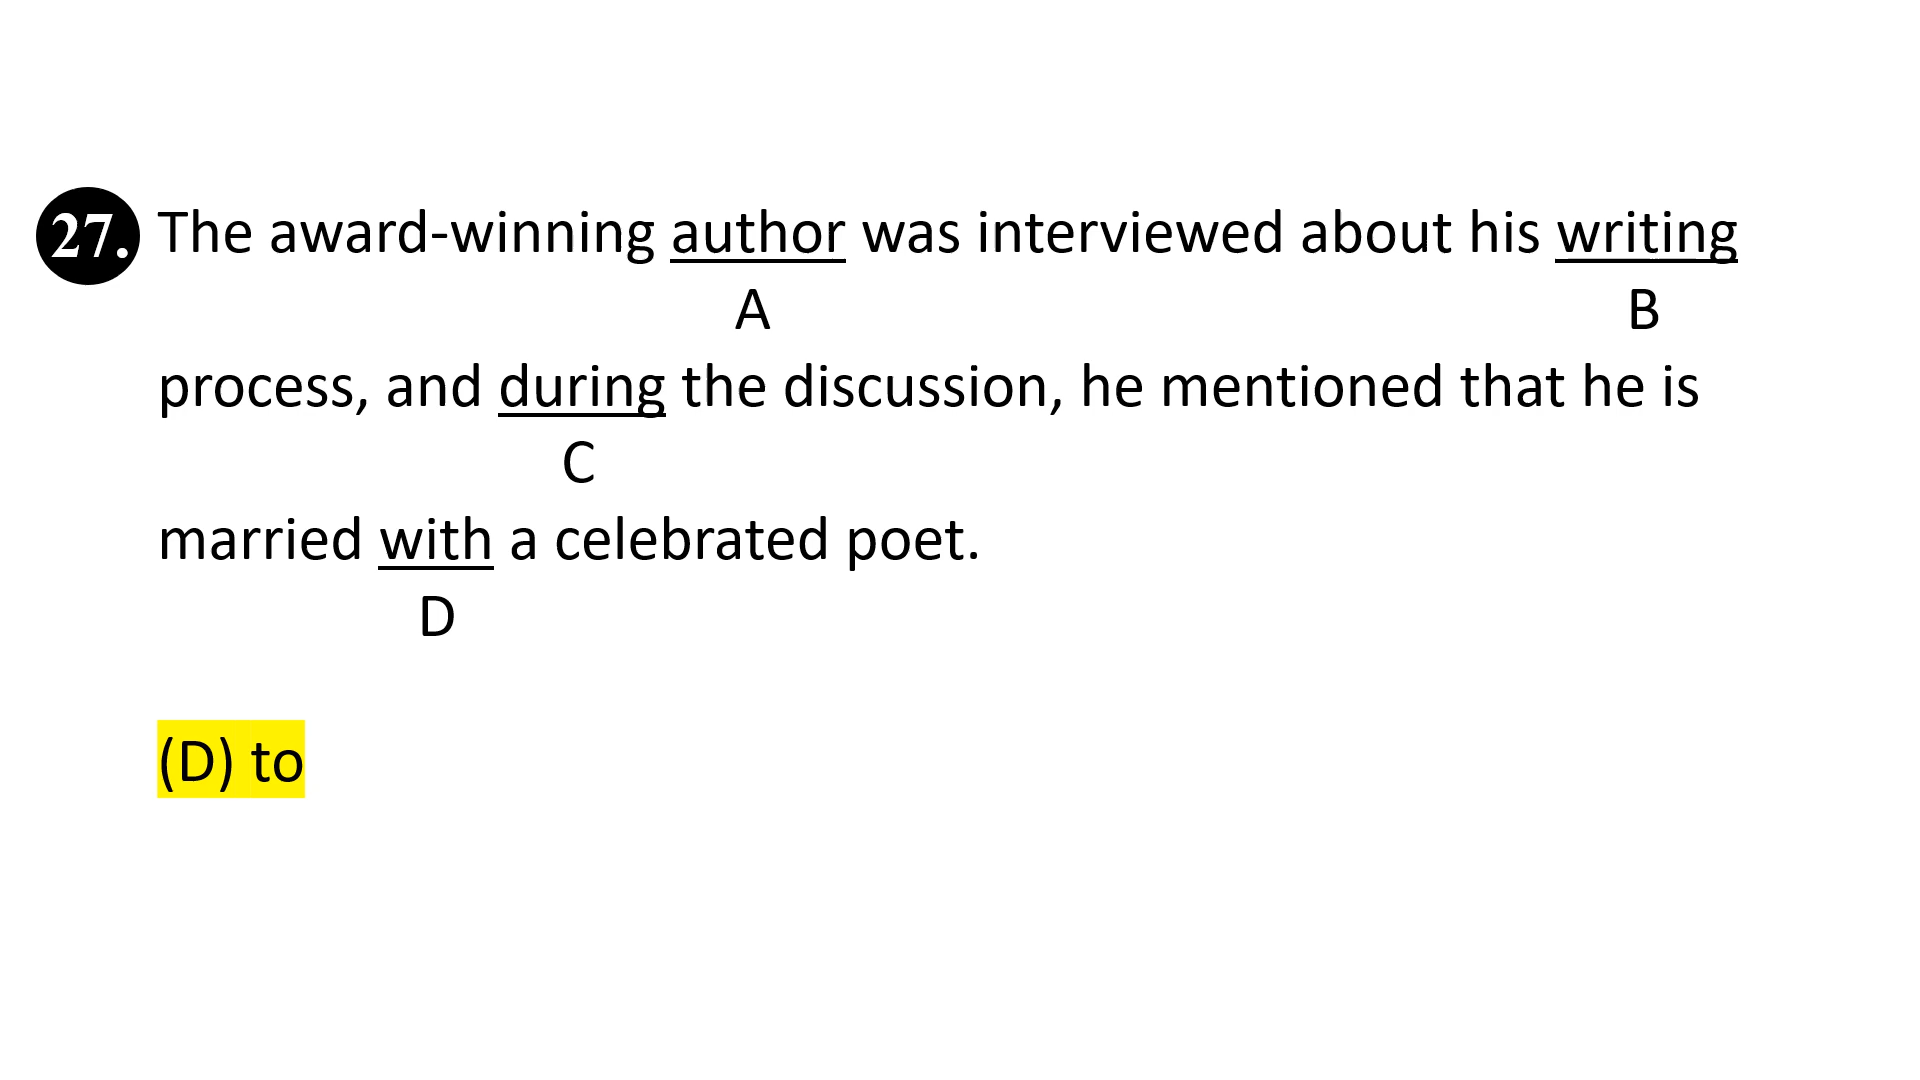 27. The award-winning author was interviewed about his writing
A B
process, and during the discussion, he mentioned that he is
C
married with a celebrated poet.
D
(D) to